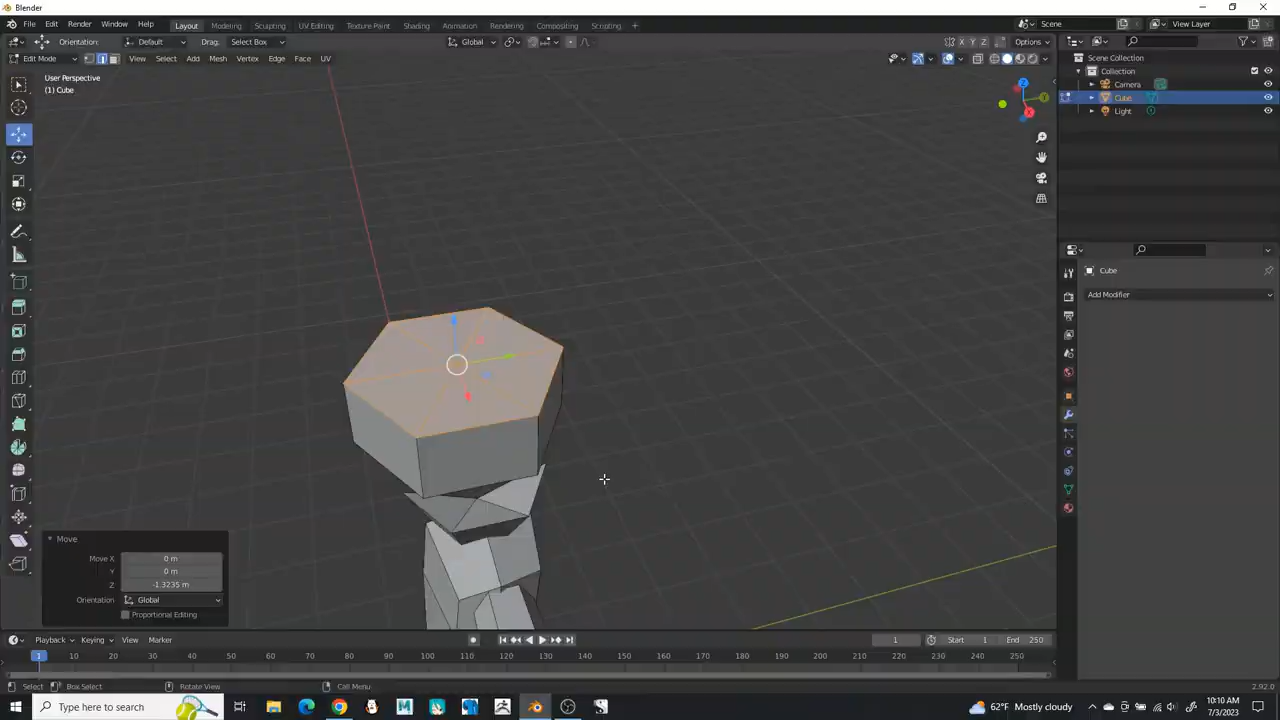 Blender
File Edit Render Window Help Layout Modeling Sculpting UV Editing Texture Paint Shading Animation Rendering Compositing Scripting + Scene View Layer
Orientation: Default Drag: Select Box Global X Y Z Options
Edit Mode View Select Add Mesh Vertex Edge Face UV
User Perspective
(1) Cube
Scene Collection
Collection
Camera
Cube
Light
Cube
Add Modifier
Move
Move X 0 m
Y 0 m
Z -1.3235 m
Orientation Global
Proportional Editing
Playback Keying View Marker 1 Start 1 End 250
1 10 20 30 40 50 60 70 80 90 100 110 120 130 140 150 160 170 180 190 200 210 220 230 240 250
Select Box Select Rotate View Call Menu 2.92.0
Type here to search 62°F Mostly cloudy 10:10 AM
7/3/2023